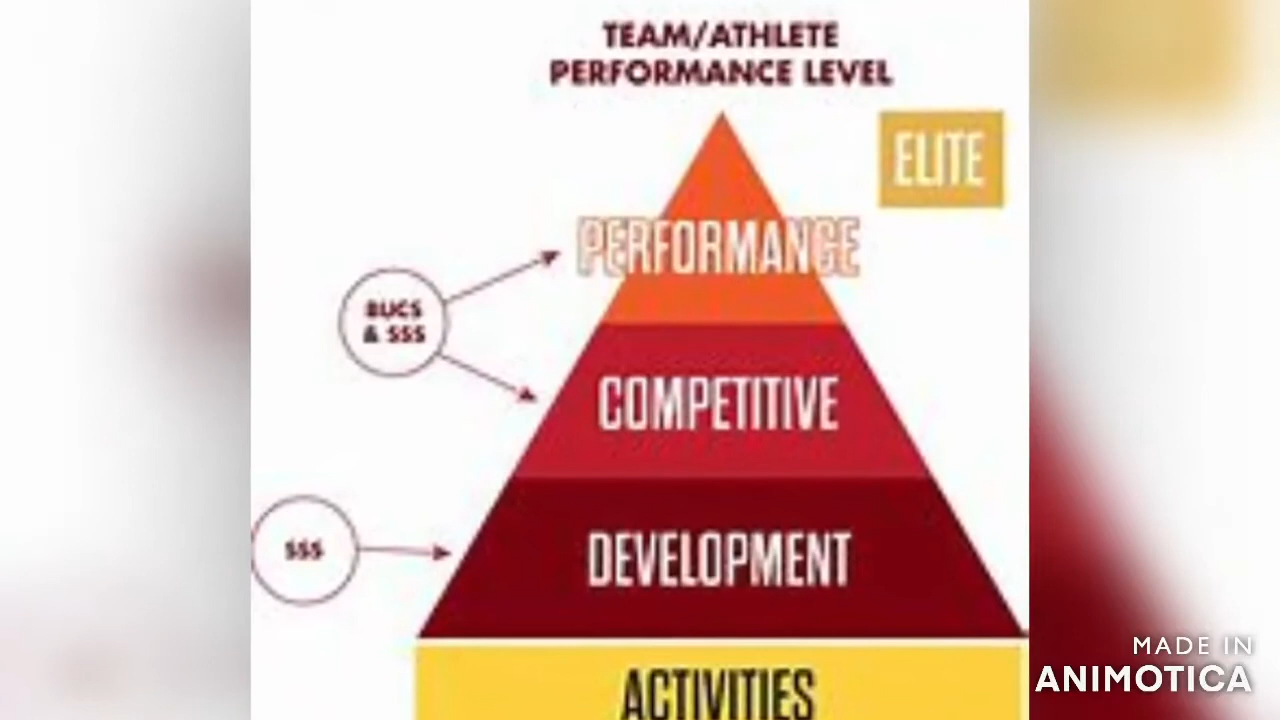 TEAM/ATHLETE
PERFORMANCE LEVEL
ELITE
PERFORMANCE
BUCS
& SSS
COMPETITIVE
SSS
DEVELOPMENT
ACTIVITIES
MADE IN
ANIMOTICA